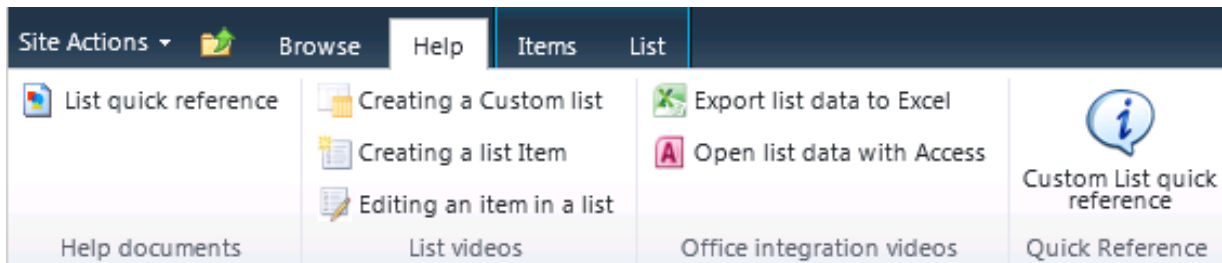 Site Actions Browse Help Items List
List quick reference Creating a Custom list Export list data to Excel
Creating a list Item Open list data with Access
Editing an item in a list
Custom List quick
reference
Help documents List videos Office integration videos Quick Reference